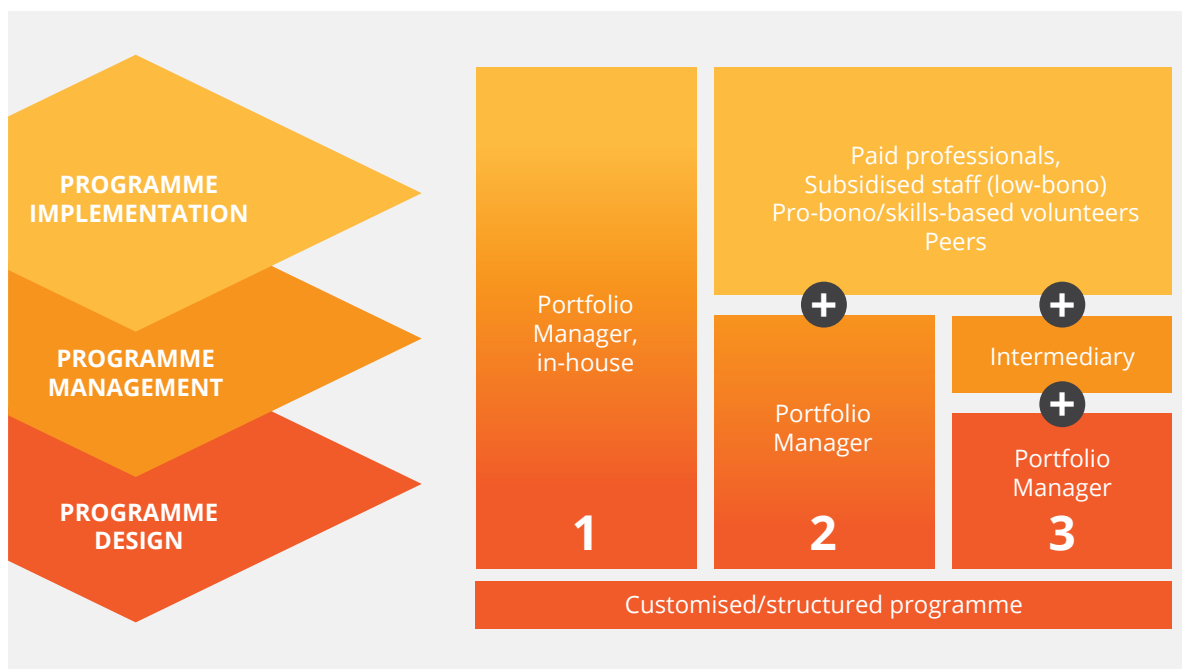 PROGRAMME
IMPLEMENTATION
PROGRAMME
MANAGEMENT
PROGRAMME
DESIGN
Portfolio
Manager,
in-house
1
Paid professionals,
Subsidised staff (low-bono)
Pro-bono/skills-based volunteers
Peers
+
Portfolio
Manager
2
+
Intermediary
+
Portfolio
Manager
3
Customised/structured programme